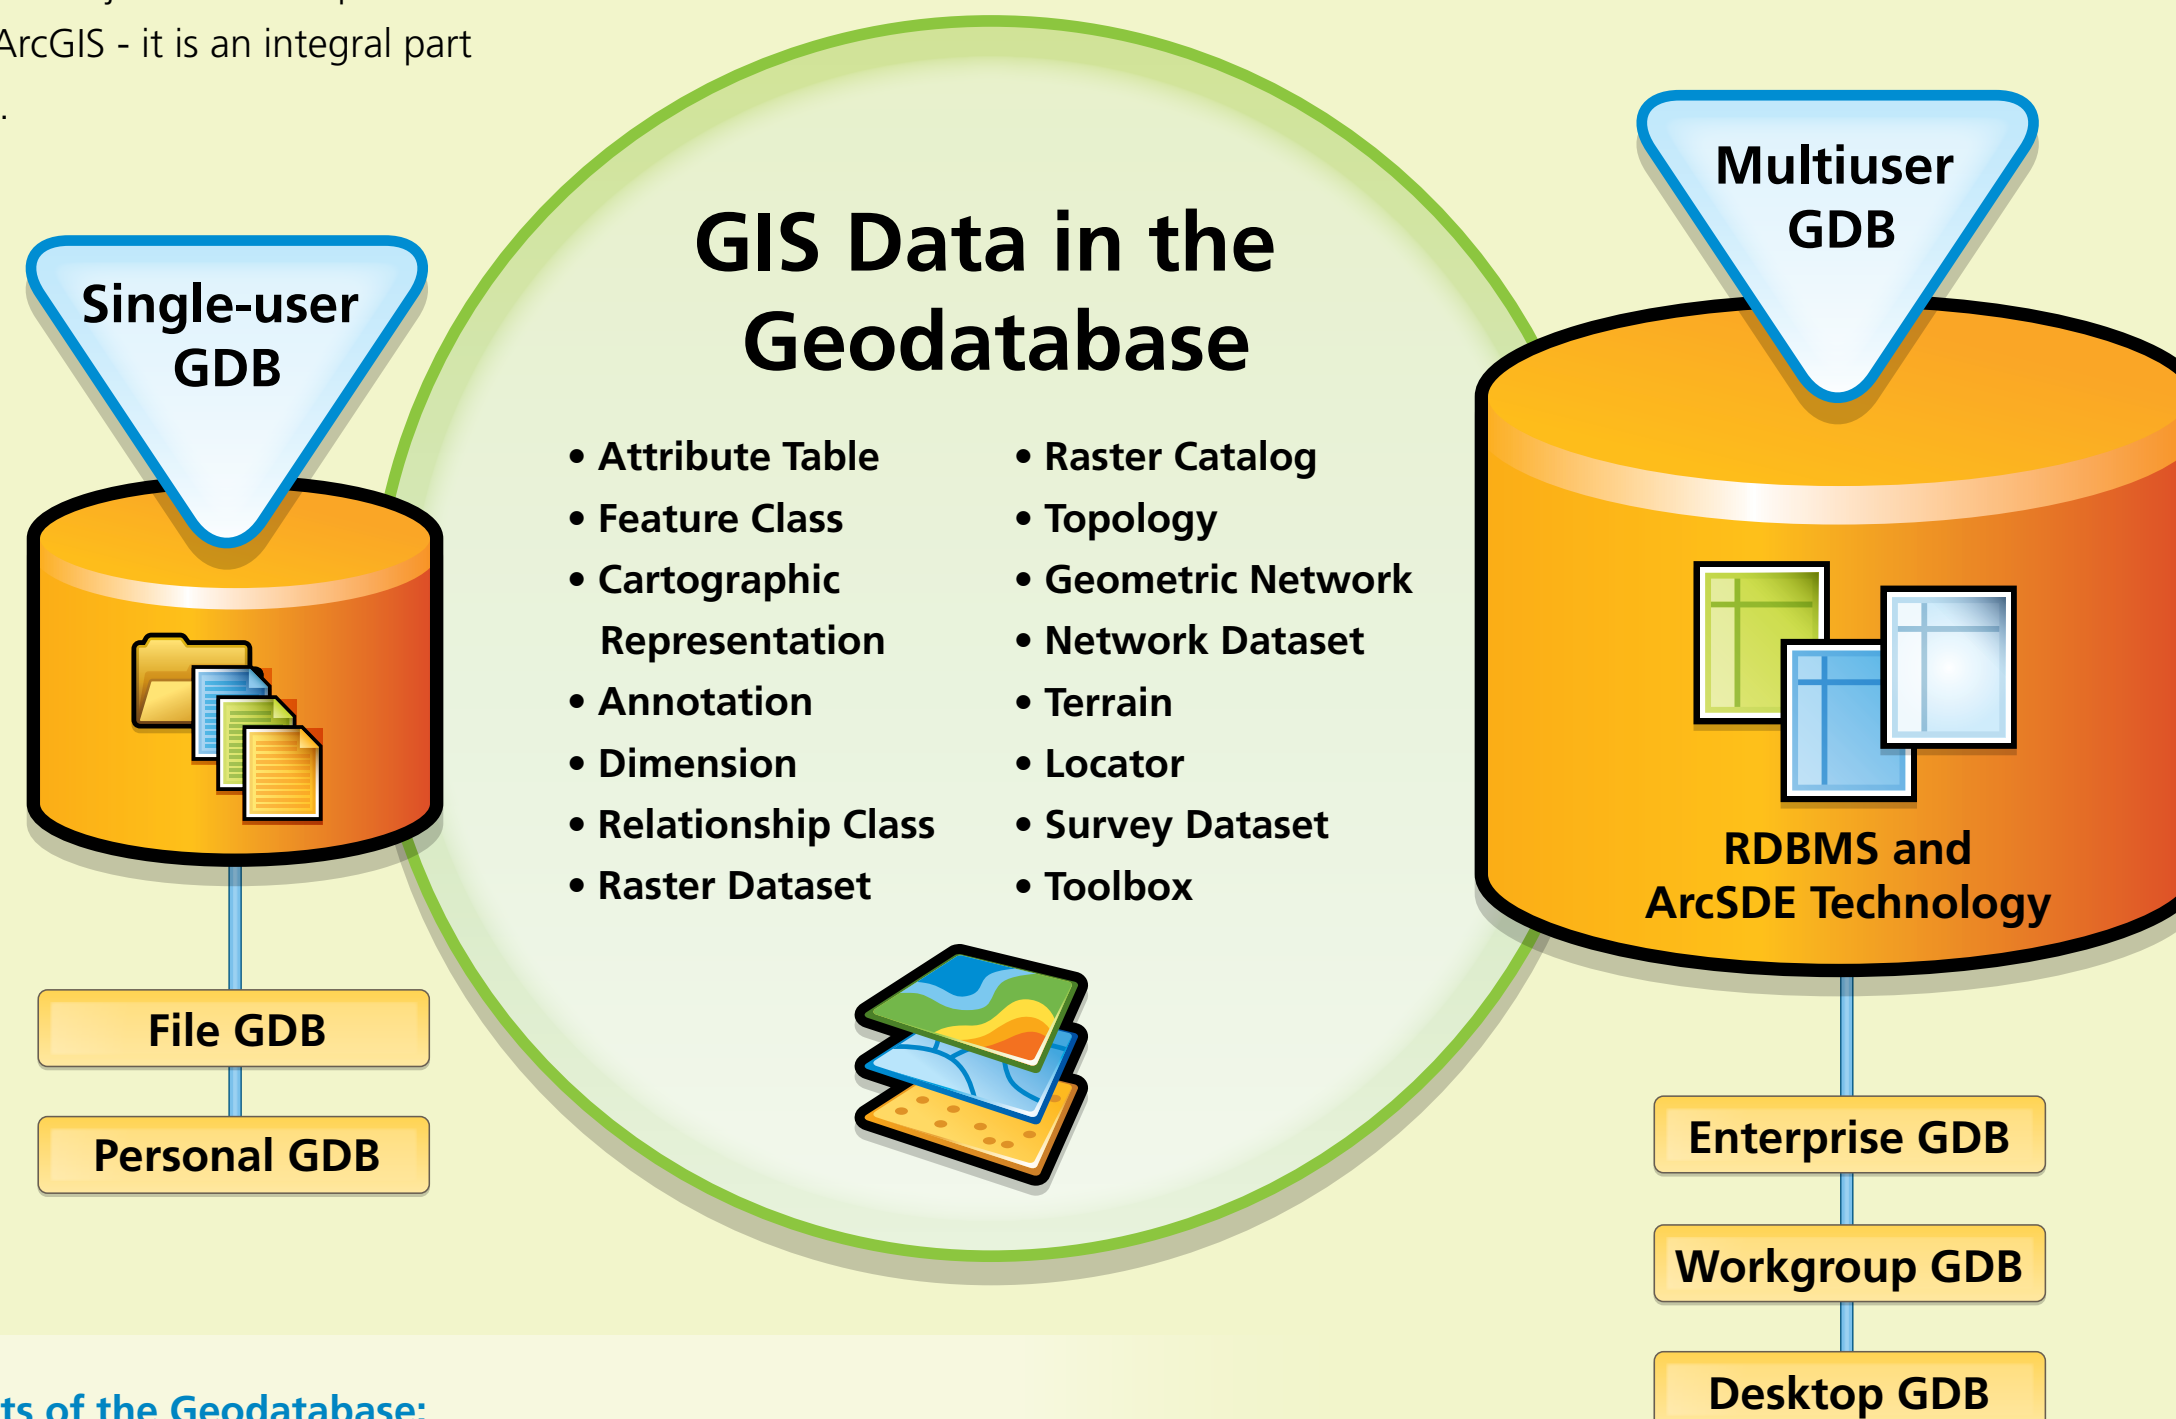 ArcGIS - it is an integral part
.
Single-user
GDB
File GDB
Personal GDB
GIS Data in the
Geodatabase
• Attribute Table
• Feature Class
• Cartographic
Representation
• Annotation
• Dimension
• Relationship Class
• Raster Dataset
• Raster Catalog
• Topology
• Geometric Network
• Network Dataset
• Terrain
• Locator
• Survey Dataset
• Toolbox
Multiuser
GDB
RDBMS and
ArcSDE Technology
Enterprise GDB
Workgroup GDB
Desktop GDB
ts of the Geodatabase: